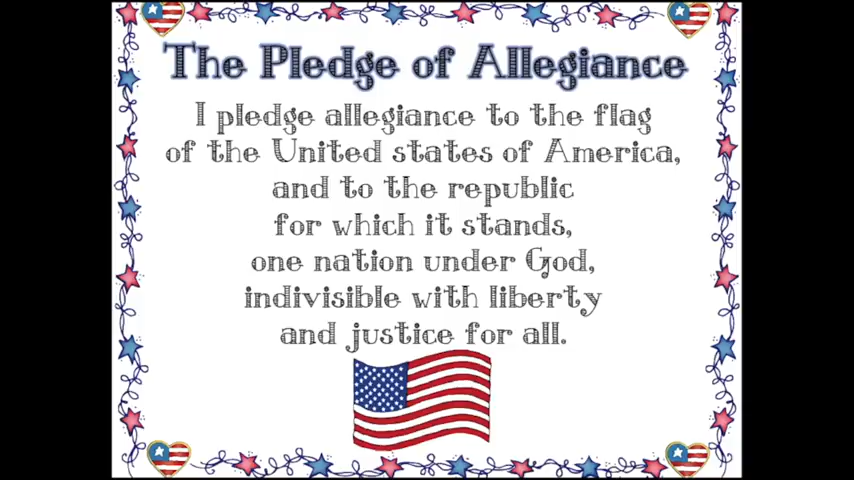 The Pledge of Allegiance
I pledge allegiance to the flag
of the United states of America,
and to the republic
for which it stands,
one nation under God,
indivisible with liberty
and justice for all.